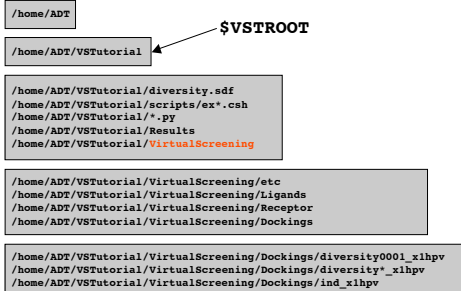 /home/ADT
$VSTROOT
/home/ADT/VSTutorial
/home/ADT/VSTutorial/diversity.sdf
/home/ADT/VSTutorial/scripts/ex*.csh
/home/ADT/VSTutorial/*.py
/home/ADT/VSTutorial/Results
/home/ADT/VSTutorial/VirtualScreening
/home/ADT/VSTutorial/VirtualScreening/etc
/home/ADT/VSTutorial/VirtualScreening/Ligands
/home/ADT/VSTutorial/VirtualScreening/Receptor
/home/ADT/VSTutorial/VirtualScreening/Dockings
/home/ADT/VSTutorial/VirtualScreening/Dockings/diversity0001_x1hpv
/home/ADT/VSTutorial/VirtualScreening/Dockings/diversity*_x1hpv
/home/ADT/VSTutorial/VirtualScreening/Dockings/ind_x1hpv